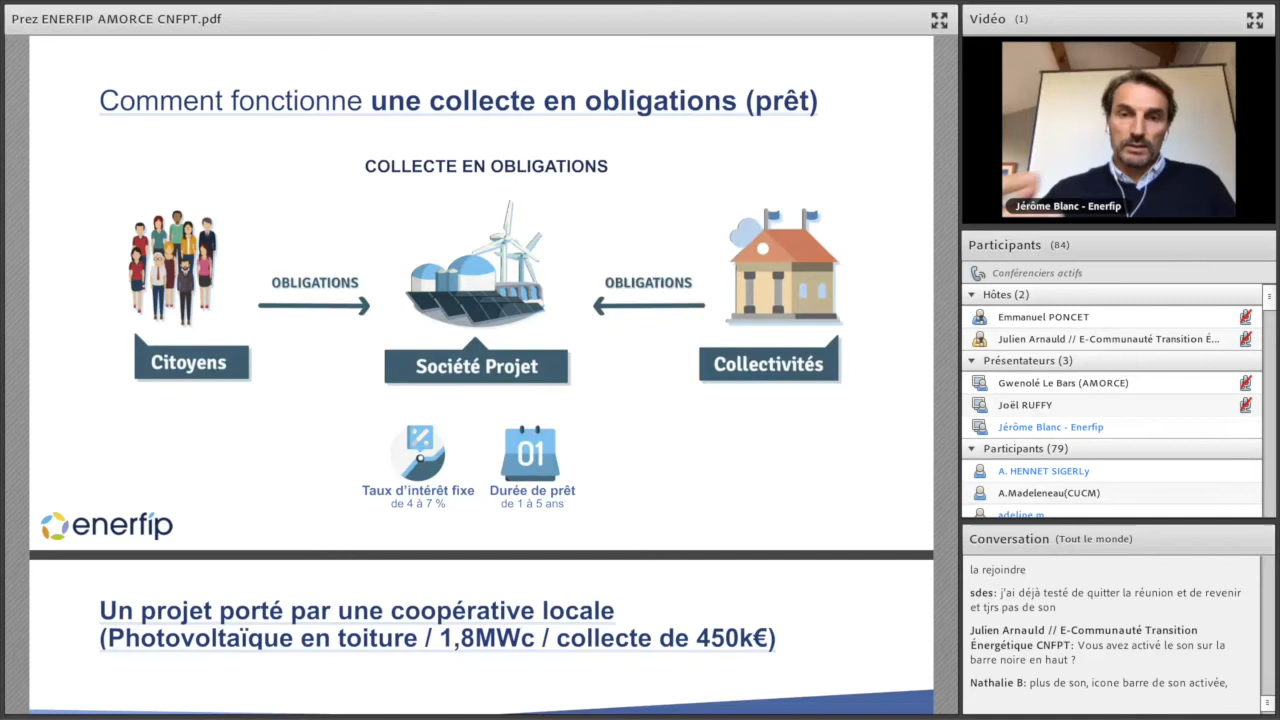 Prez ENERFIP AMORCE CNFPT.pdf
Comment fonctionne une collecte en obligations (prêt)
COLLECTE EN OBLIGATIONS
OBLIGATIONS
OBLIGATIONS
Citoyens
Société Projet
Collectivités
01
Taux d'intérêt fixe
de 4 à 7 %
Durée de prêt
de 1 à 5 ans
enerfip
Un projet porté par une coopérative locale
(Photovoltaïque en toiture / 1,8MWc / collecte de 450k€)
Vidéo (1)
Jérôme Blanc - Enerfip
Participants (84)
Conférenciers actifs
Hôtes (2)
Emmanuel PONCET
Julien Arnauld // E-Communauté Transition É...
Présentateurs (3)
Gwenolé Le Bars (AMORCE)
Joël RUFFY
Jérôme Blanc - Enerfip
Participants (79)
A. HENNET SIGERLy
A.Madeleneau(CUCM)
adeline m
Conversation (Tout le monde)
la rejoindre
sdes: j'ai déjà testé de quitter la réunion et de revenir
et tjrs pas de son
Julien Arnauld // E-Communauté Transition
Énergétique CNFPT: Vous avez activé le son sur la
barre noire en haut ?
Nathalie B: plus de son, icone barre de son activée,